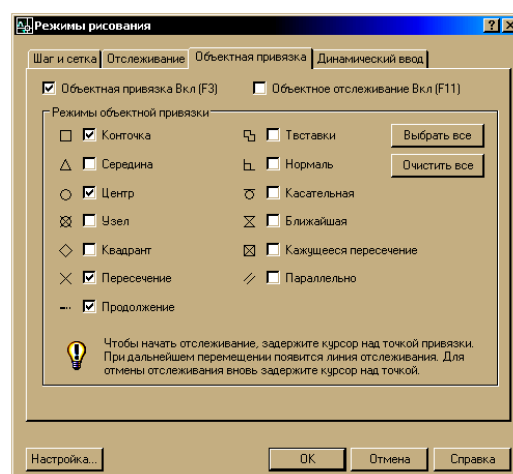 Режимы рисования
Шаг и сетка Отслеживание Объектная привязка Динамический ввод
Объектная привязка Вкл (F3) Объектное отслеживание Вкл (F11)
Режимы объектной привязки
Конточка Твставки Выбрать все
Середина Нормаль Очистить все
Центр Касательная
Узел Ближайшая
Квадрант Кажущееся пересечение
Пересечение Параллельно
Продолжение
Чтобы начать отслеживание, задержите курсор над точкой привязки.
При дальнейшем перемещении появится линия отслеживания. Для
отмены отслеживания вновь задержите курсор над точкой.
Настройка... OK Отмена Справка